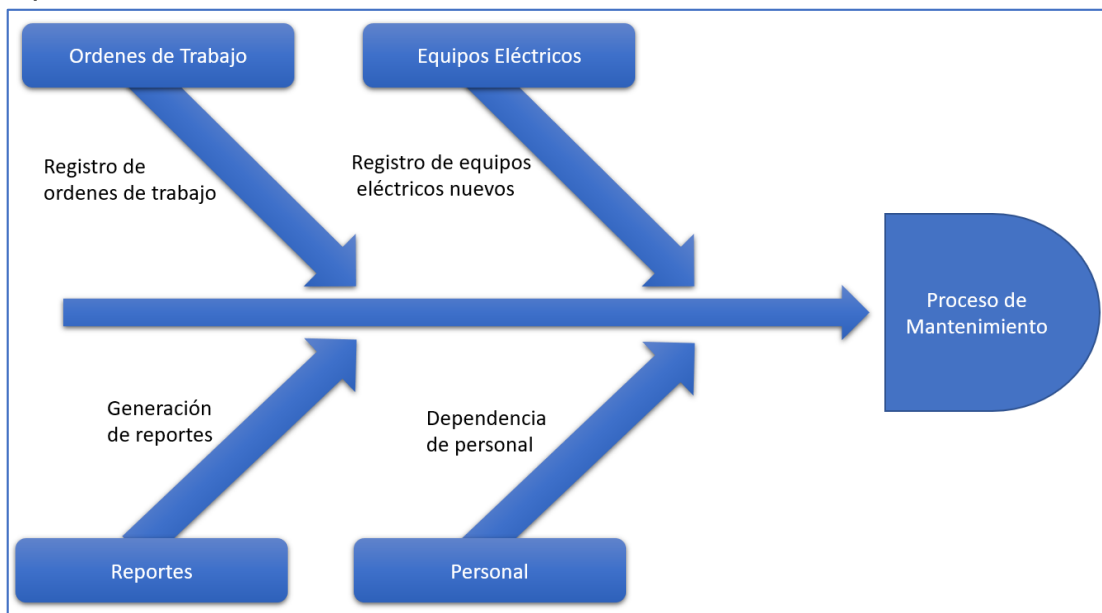 Ordenes de Trabajo
Equipos Eléctricos
Registro de
ordenes de trabajo
Registro de equipos
eléctricos nuevos
Proceso de
Mantenimiento
Generación
de reportes
Dependencia
de personal
Reportes
Personal